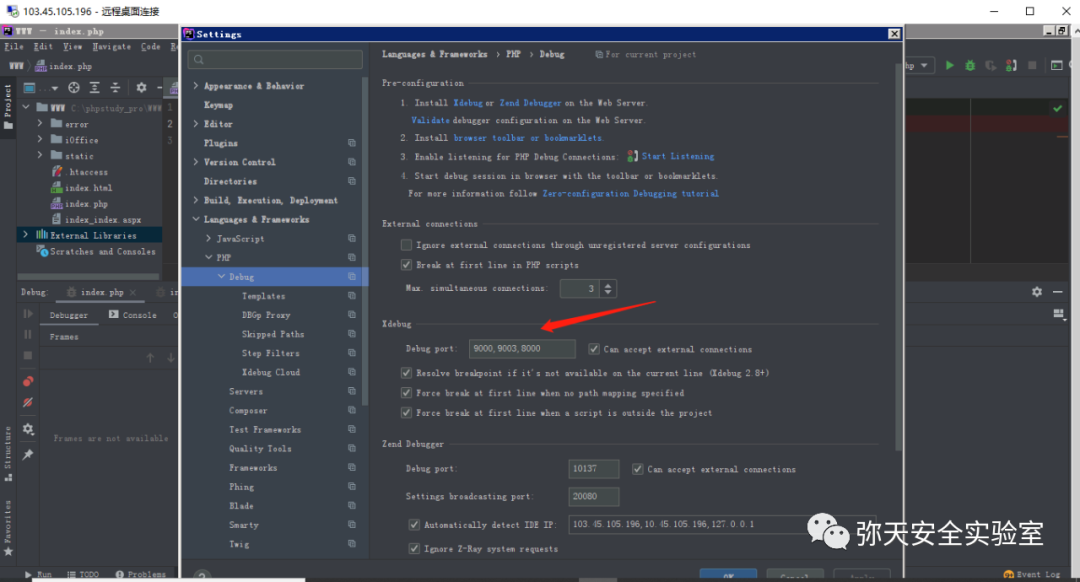 103.45.105.196 - 远程桌面连接
WWW - index.php
File Edit View Navigate Code
WWW index.php
Project
WWW C:\phpstudy_pro\WWW
error
iOffice
static
.htaccess
index.html
index.php
index_index.aspx
External Libraries
Scratches and Consoles
1
2
3
Debug: index.php
Debugger Console
Frames
Frames are not available
Structure
Favorites
Run TODO Problems
Settings
Appearance & Behavior
Keymap
Editor
Plugins
Version Control
Directories
Build, Execution, Deployment
Languages & Frameworks
JavaScript
PHP
Debug
Templates
DBGp Proxy
Skipped Paths
Step Filters
Xdebug Cloud
Servers
Composer
Test Frameworks
Quality Tools
Frameworks
Phing
Blade
Smarty
Twig
Languages & Frameworks > PHP > Debug For current project
Pre-configuration
1. Install Xdebug or Zend Debugger on the Web Server.
Validate debugger configuration on the Web Server.
2. Install browser toolbar or bookmarklets.
3. Enable listening for PHP Debug Connections: Start Listening
4. Start debug session in browser with the toolbar or bookmarklets.
For more information follow Zero-configuration Debugging tutorial
External connections
Ignore external connections through unregistered server configurations
Break at first line in PHP scripts
Max. simultaneous connections: 3
Xdebug
Debug port: 9000,9003,8000 Can accept external connections
Resolve breakpoint if it's not available on the current line (Xdebug 2.8+)
Force break at first line when no path mapping specified
Force break at first line when a script is outside the project
Zend Debugger
Debug port: 10137 Can accept external connections
Settings broadcasting port: 20080
Automatically detect IDE IP: 103.45.105.196,10.45.105.196,127.0.0.1
Ignore Z-Ray system requests
OK Cancel Apply
hp
Event Log
弥天安全实验室